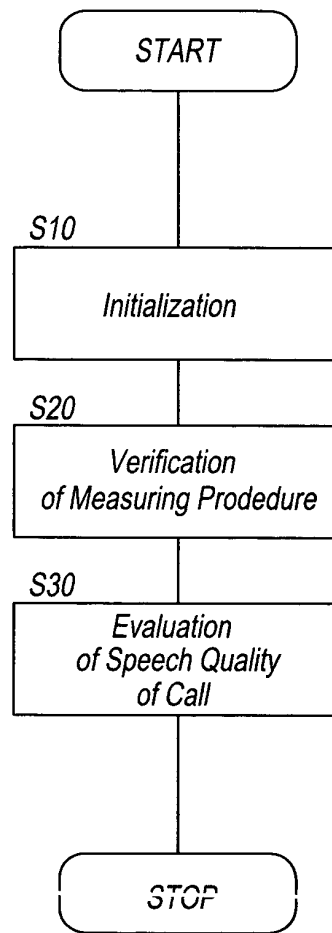 START
S10
Initialization
S20
Verification
of Measuring Prodedure
S30
Evaluation
of Speech Quality
of Call
STOP